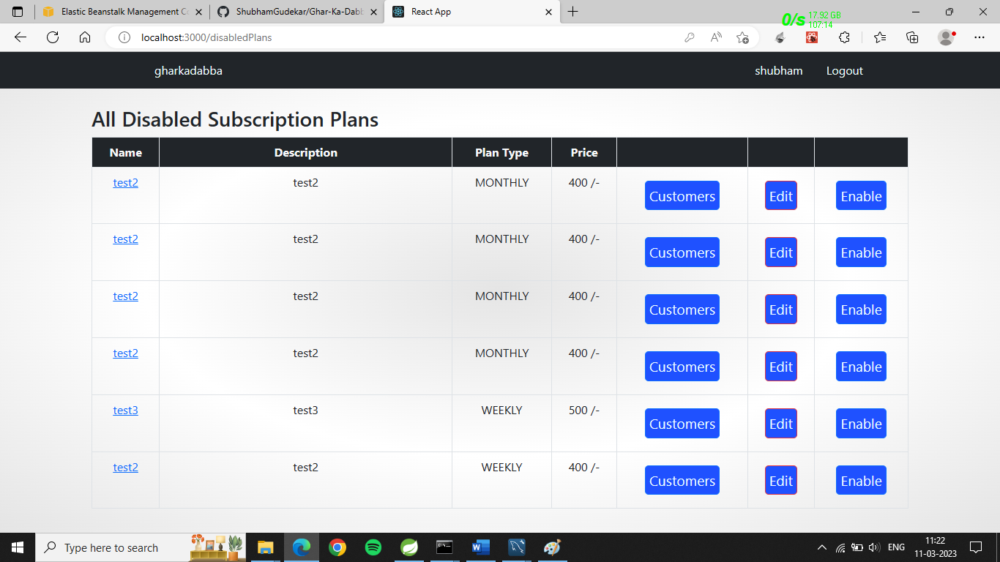 Elastic Beanstalk Management Co
ShubhamGudekar/Ghar-Ka-Dabb
React App
0/s 17.92 GB
107:14
localhost:3000/disabledPlans
gharkadabba shubham Logout
All Disabled Subscription Plans
Name Description Plan Type Price
test2 test2 MONTHLY 400 /- Customers Edit Enable
test2 test2 MONTHLY 400 /- Customers Edit Enable
test2 test2 MONTHLY 400 /- Customers Edit Enable
test2 test2 MONTHLY 400 /- Customers Edit Enable
test3 test3 WEEKLY 500 /- Customers Edit Enable
test2 test2 WEEKLY 400 /- Customers Edit Enable
Type here to search
ENG
11:22
11-03-2023